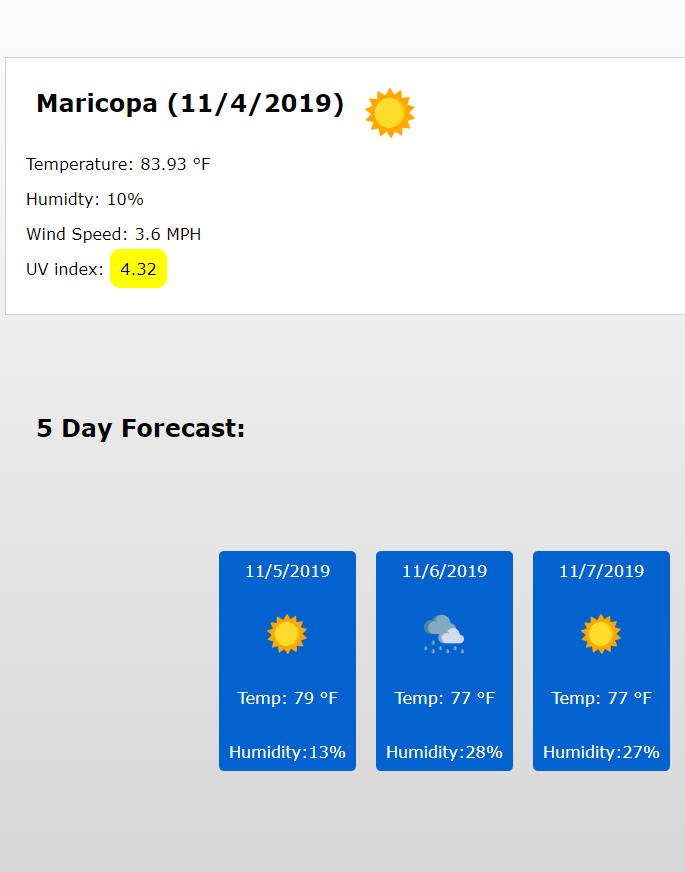 Maricopa (11/4/2019)
Temperature: 83.93 °F
Humidty: 10%
Wind Speed: 3.6 MPH
UV index: 4.32
5 Day Forecast:
11/5/2019 11/6/2019 11/7/2019
Temp: 79 °F Temp: 77 °F Temp: 77 °F
Humidity:13% Humidity:28% Humidity:27%